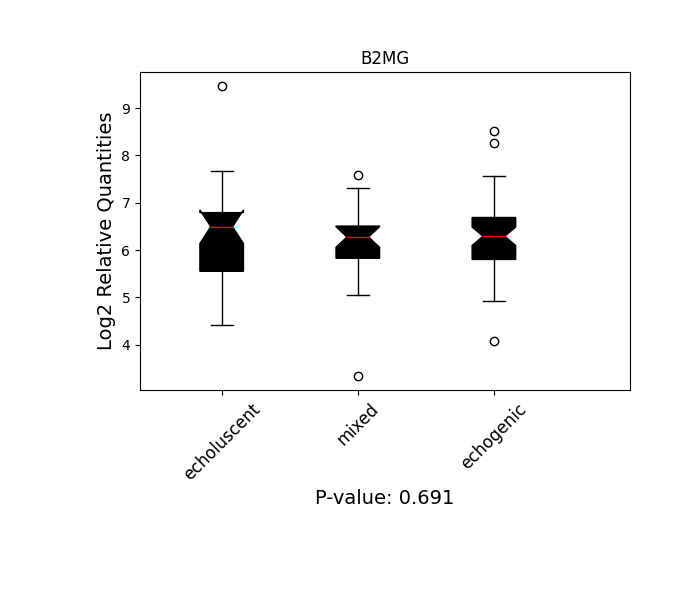 B2MG
Log2 Relative Quantities
9
8
7
6
5
4
echoluscent
mixed
echogenic
P-value: 0.691